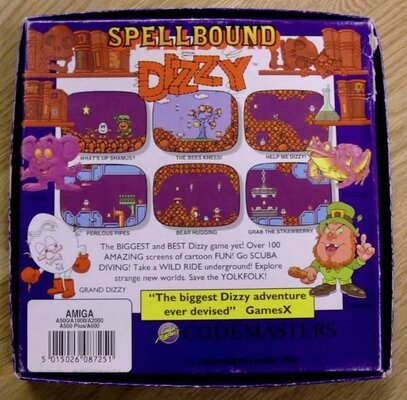 SPELLBOUND
DIZZY™
WHAT'S UP SHAMUS?
THE BEES KNEES!
HELP ME DIZZY!
PERILOUS PIPES
BEAR HUGGING
GRAB THE STRAWBERRY
The BIGGEST and BEST Dizzy game yet! Over 100
AMAZING screens of cartoon FUN! Go SCUBA
DIVING! Take a WILD RIDE underground! Explore
strange new worlds. Save the YOLKFOLK!
GRAND DIZZY
"The biggest Dizzy adventure
ever devised" GamesX
AMIGA
A500/A1000/A2000
A500 Plus/A600
5 015026 087251
CODEMASTERS